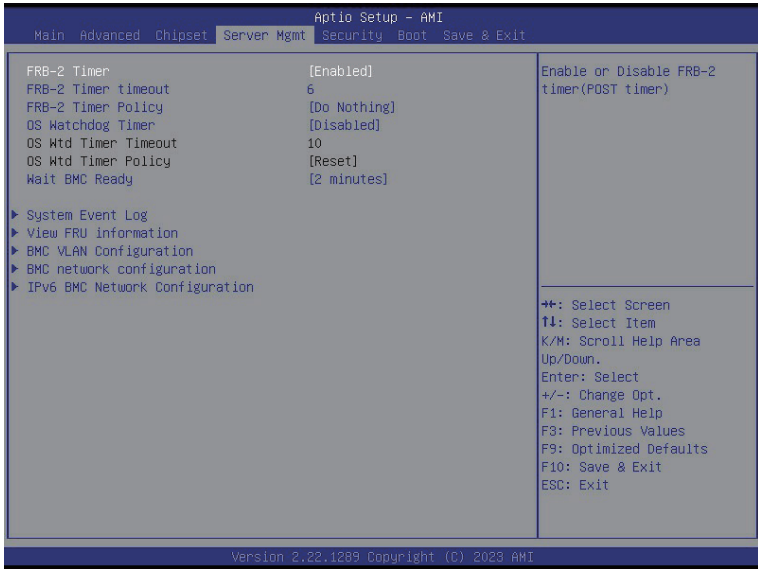 Aptio Setup - AMI
Main Advanced Chipset Server Mgmt Security Boot Save & Exit
FRB-2 Timer [Enabled]
FRB-2 Timer timeout 6
FRB-2 Timer Policy [Do Nothing]
OS Watchdog Timer [Disabled]
OS Wtd Timer Timeout 10
OS Wtd Timer Policy [Reset]
Wait BMC Ready [2 minutes]
▶ System Event Log
▶ View FRU information
▶ BMC VLAN Configuration
▶ BMC network configuration
▶ IPv6 BMC Network Configuration
Enable or Disable FRB-2
timer(POST timer)
→←: Select Screen
↑↓: Select Item
K/M: Scroll Help Area
Up/Down.
Enter: Select
+/-: Change Opt.
F1: General Help
F3: Previous Values
F9: Optimized Defaults
F10: Save & Exit
ESC: Exit
Version 2.22.1289 Copyright (C) 2023 AMI